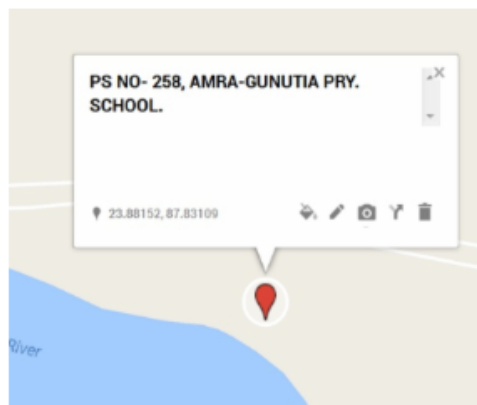 PS NO- 258, AMRA-GUNUTIA PRY.
SCHOOL.
23.88152, 87.83109
River